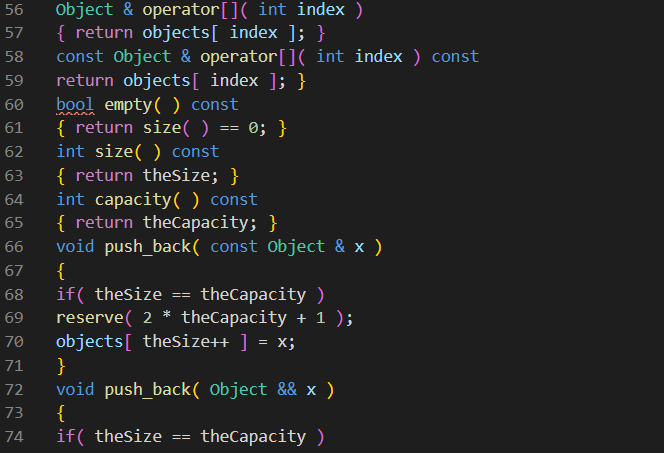 56 Object & operator[]( int index )
57 { return objects[ index ]; }
58 const Object & operator[]( int index ) const
59 return objects[ index ]; }
60 bool empty( ) const
61 { return size( ) == 0; }
62 int size( ) const
63 { return theSize; }
64 int capacity( ) const
65 { return theCapacity; }
66 void push_back( const Object & x )
67 {
68 if( theSize == theCapacity )
69 reserve( 2 * theCapacity + 1 );
70 objects[ theSize++ ] = x;
71 }
72 void push_back( Object && x )
73 {
74 if( theSize == theCapacity )